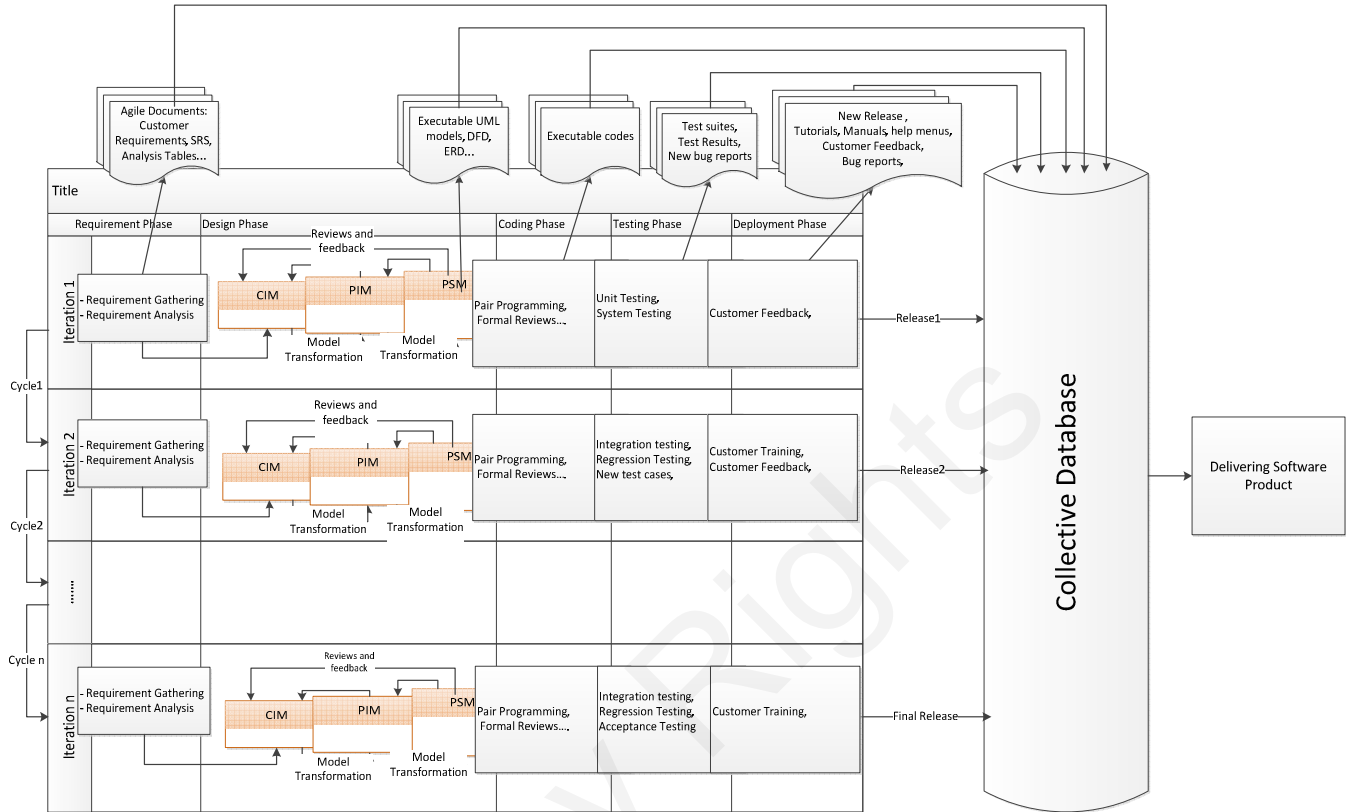 Agile Documents:
Customer
Requirements, SRS,
Analysis Tables...
Executable UML
models, DFD,
ERD...
Executable codes
Test suites,
Test Results,
New bug reports
New Release ,
Tutorials, Manuals, help menus,
Customer Feedback,
Bug reports,
Title
Requirement Phase
Design Phase
Coding Phase
Testing Phase
Deployment Phase
Iteration 1
- Requirement Gathering
- Requirement Analysis
Reviews and
feedback
CIM
PIM
PSM
Model
Transformation
Model
Transformation
Pair Programming,
Formal Reviews...,
Unit Testing,
System Testing
Customer Feedback,
Release1
Cycle1
Iteration 2
- Requirement Gathering
- Requirement Analysis
Reviews and
feedback
CIM
PIM
PSM
Model
Transformation
Model
Transformation
Pair Programming,
Formal Reviews...,
Integration testing,
Regression Testing,
New test cases,
Customer Training,
Customer Feedback,
Release2
Cycle2
.......
Cycle n
Iteration n
- Requirement Gathering
- Requirement Analysis
Reviews and
feedback
CIM
PIM
PSM
Model
Transformation
Model
Transformation
Pair Programming,
Formal Reviews...,
Integration testing,
Regression Testing,
Acceptance Testing
Customer Training,
Final Release
Collective Database
Delivering Software
Product
y Rights